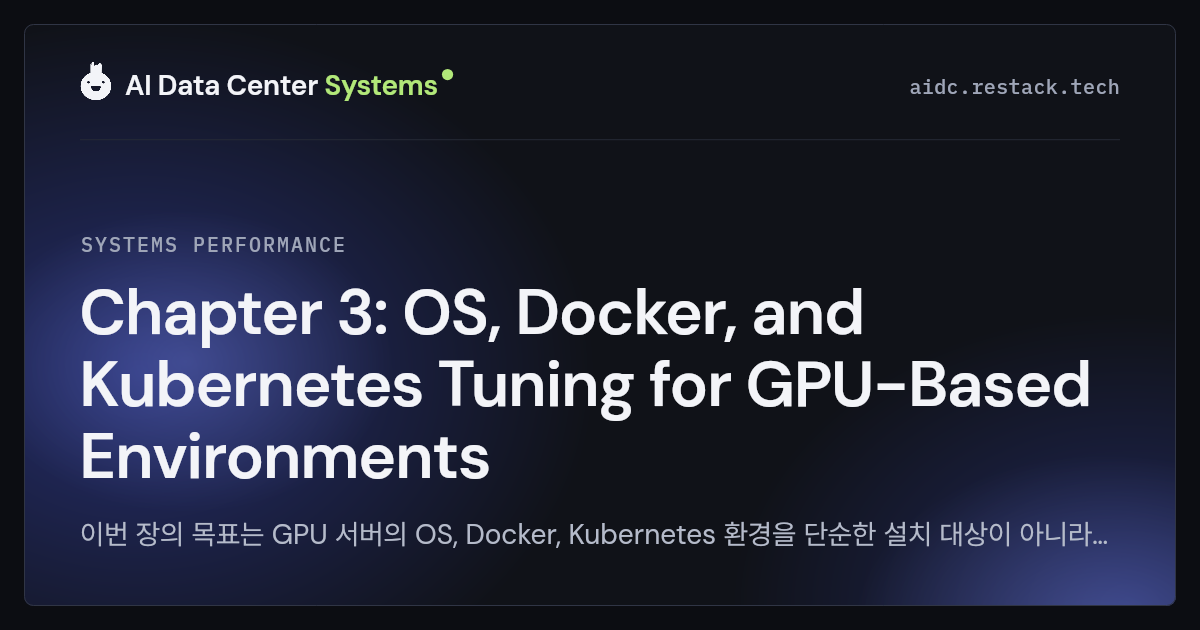 AI Data Center Systems
aidc.restack.tech
SYSTEMS PERFORMANCE
Chapter 3: OS, Docker, and
Kubernetes Tuning for GPU-Based
Environments
이번 장의 목표는 GPU 서버의 OS, Docker, Kubernetes 환경을 단순한 설치 대상이 아니라…